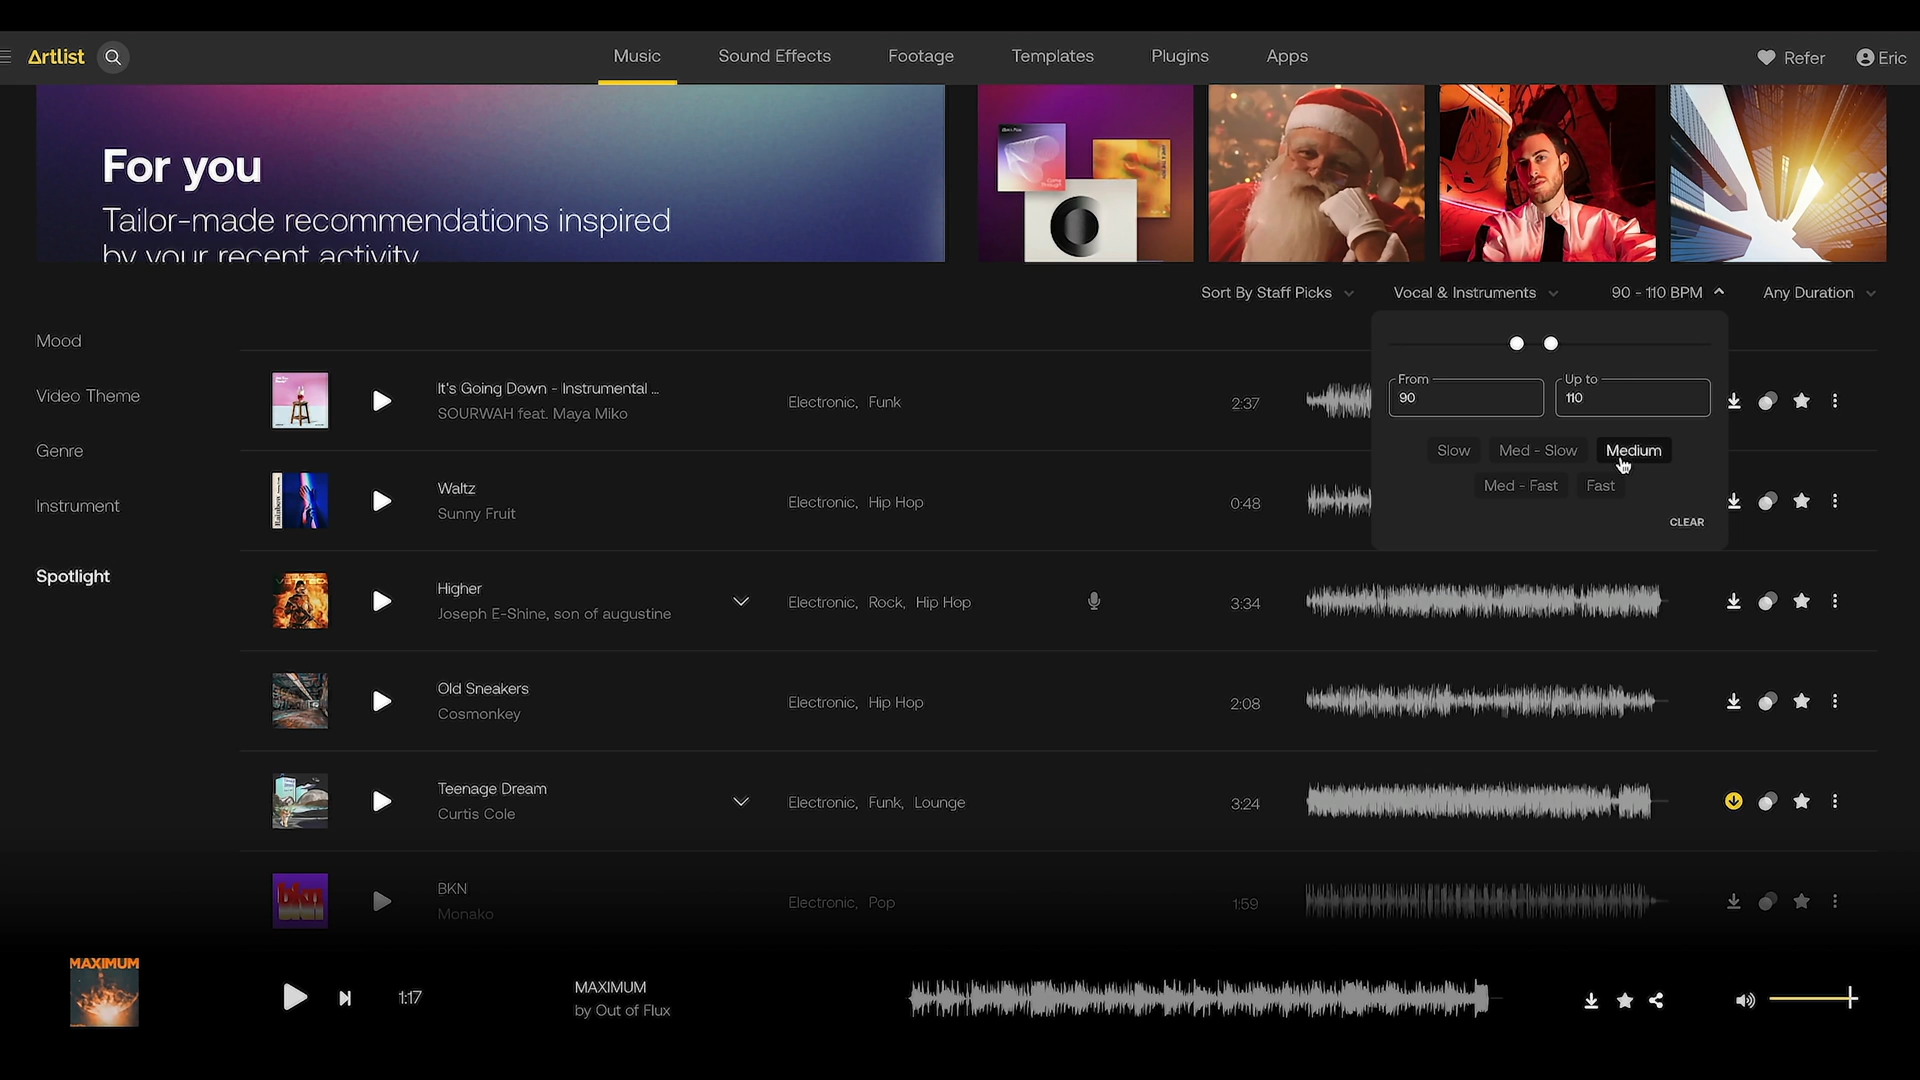 Artlist
Music
Sound Effects
Footage
Templates
Plugins
Apps
Refer
Eric
For you
Tailor-made recommendations inspired
by your recent activity
Sort By Staff Picks
Vocal & Instruments
90 - 110 BPM
Any Duration
Mood
Video Theme
Genre
Instrument
Spotlight
From
90
Up to
110
Slow
Med - Slow
Medium
Med - Fast
Fast
CLEAR
It's Going Down - Instrumental ...
SOURWAH feat. Maya Miko
Electronic, Funk
2:37
Waltz
Sunny Fruit
Electronic, Hip Hop
0:48
Higher
Joseph E-Shine, son of augustine
Electronic, Rock, Hip Hop
3:34
Old Sneakers
Cosmonkey
Electronic, Hip Hop
2:08
Teenage Dream
Curtis Cole
Electronic, Funk, Lounge
3:24
bkn
BKN
Monako
Electronic, Pop
1:59
MAXIMUM
1:17
MAXIMUM
by Out of Flux